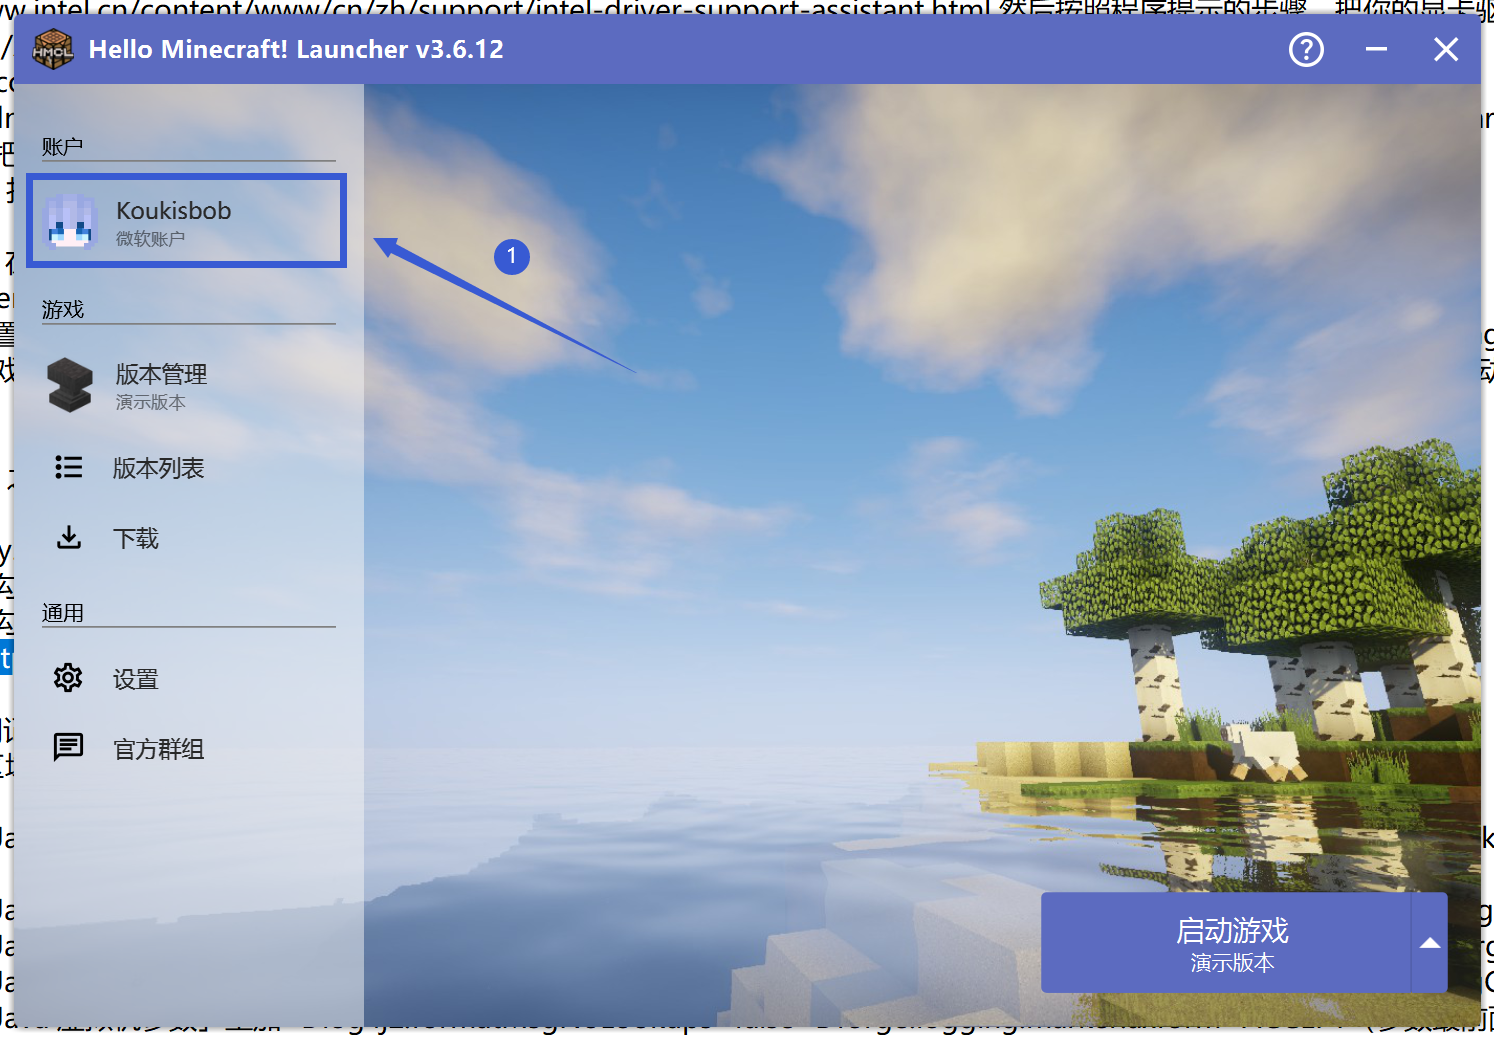 ww.intel.cn/content/www/cn/zh/support/intel-driver-support-assistant.html 然后按照程序提示的步骤，把你的显卡驱
HMCL
Hello Minecraft! Launcher v3.6.12
账户
Koukisbob
微软账户
1
游戏
版本管理
演示版本
版本列表
下载
通用
设置
官方群组
启动游戏
演示版本